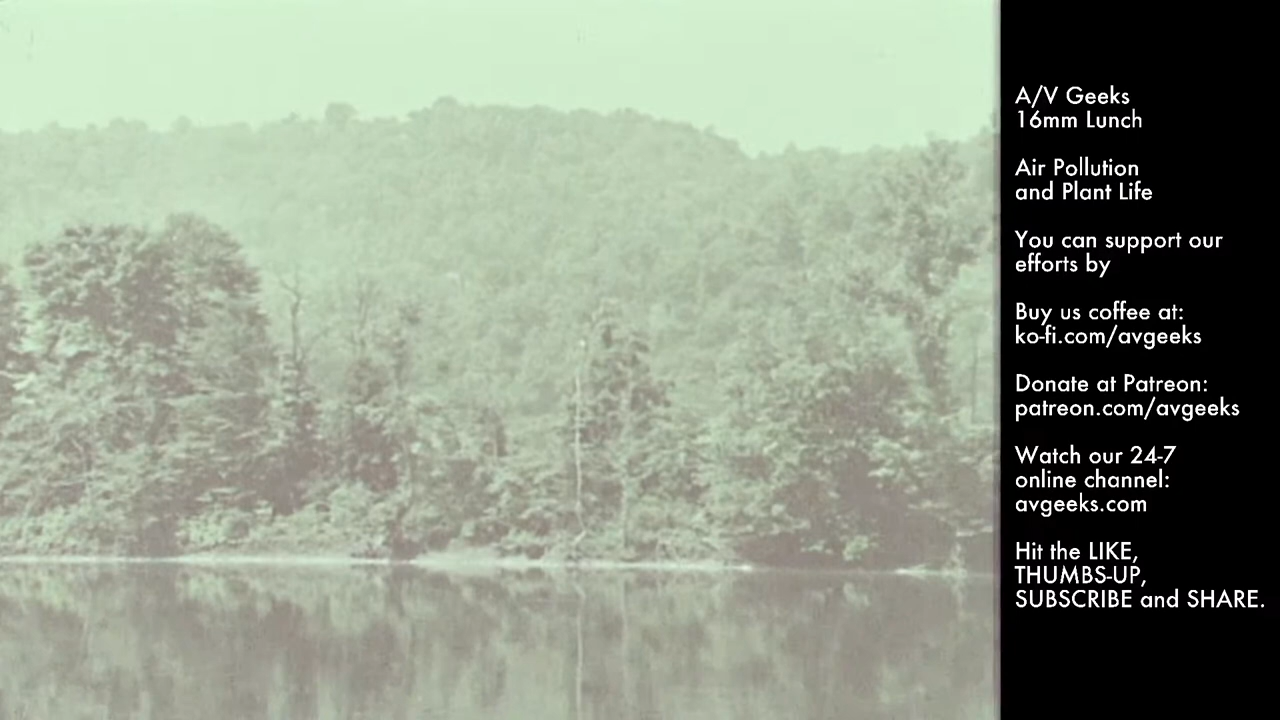 A/V Geeks
16mm Lunch
Air Pollution
and Plant Life
You can support our
efforts by
Buy us coffee at:
ko-fi.com/avgeeks
Donate at Patreon:
patreon.com/avgeeks
Watch our 24-7
online channel:
avgeeks.com
Hit the LIKE,
THUMBS-UP,
SUBSCRIBE and SHARE.